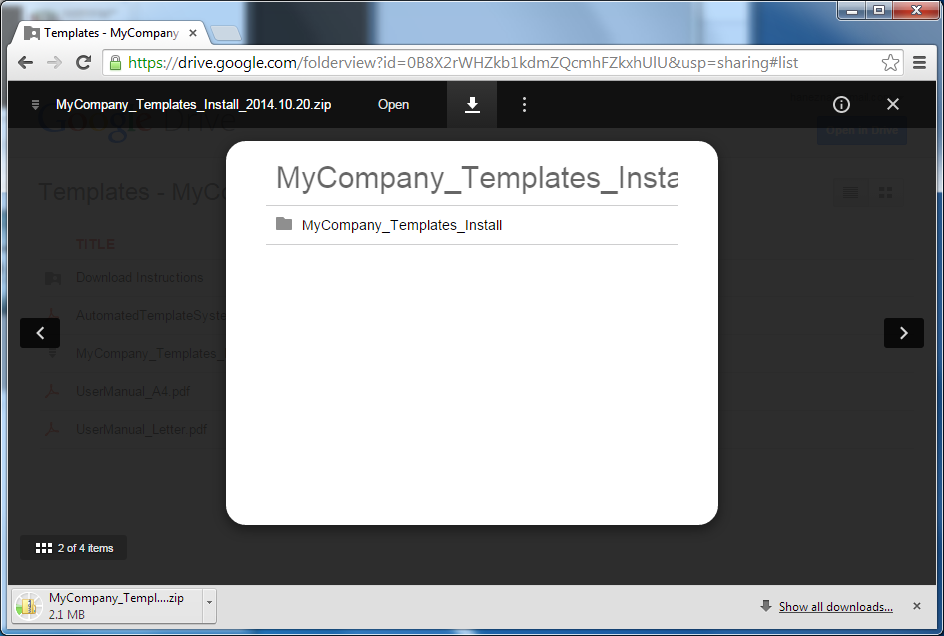 Templates - MyCompany
https://drive.google.com/folderview?id=0B8X2rWHZkb1kdmZQcmhFZkxhUlU&usp=sharing#list
MyCompany_Templates_Install_2014.10.20.zip
Open
Google Drive
Open in Drive
Templates - MyCo
MyCompany_Templates_Insta
MyCompany_Templates_Install
TITLE
Download Instructions
AutomatedTemplateSyste
MyCompany_Templates_
UserManual_A4.pdf
UserManual_Letter.pdf
2 of 4 items
MyCompany_Templ....zip
2.1 MB
Show all downloads...